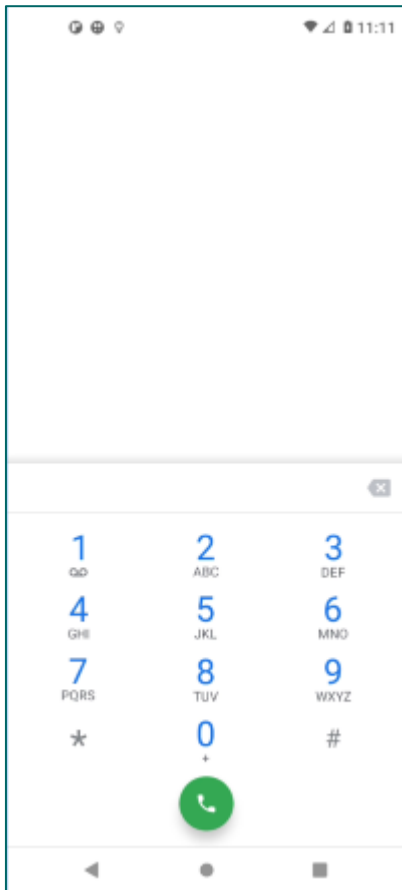 11:11
1 2 3
ABC DEF
4 5 6
GHI JKL MNO
7 8 9
PQRS TUV WXYZ
* 0 #
+